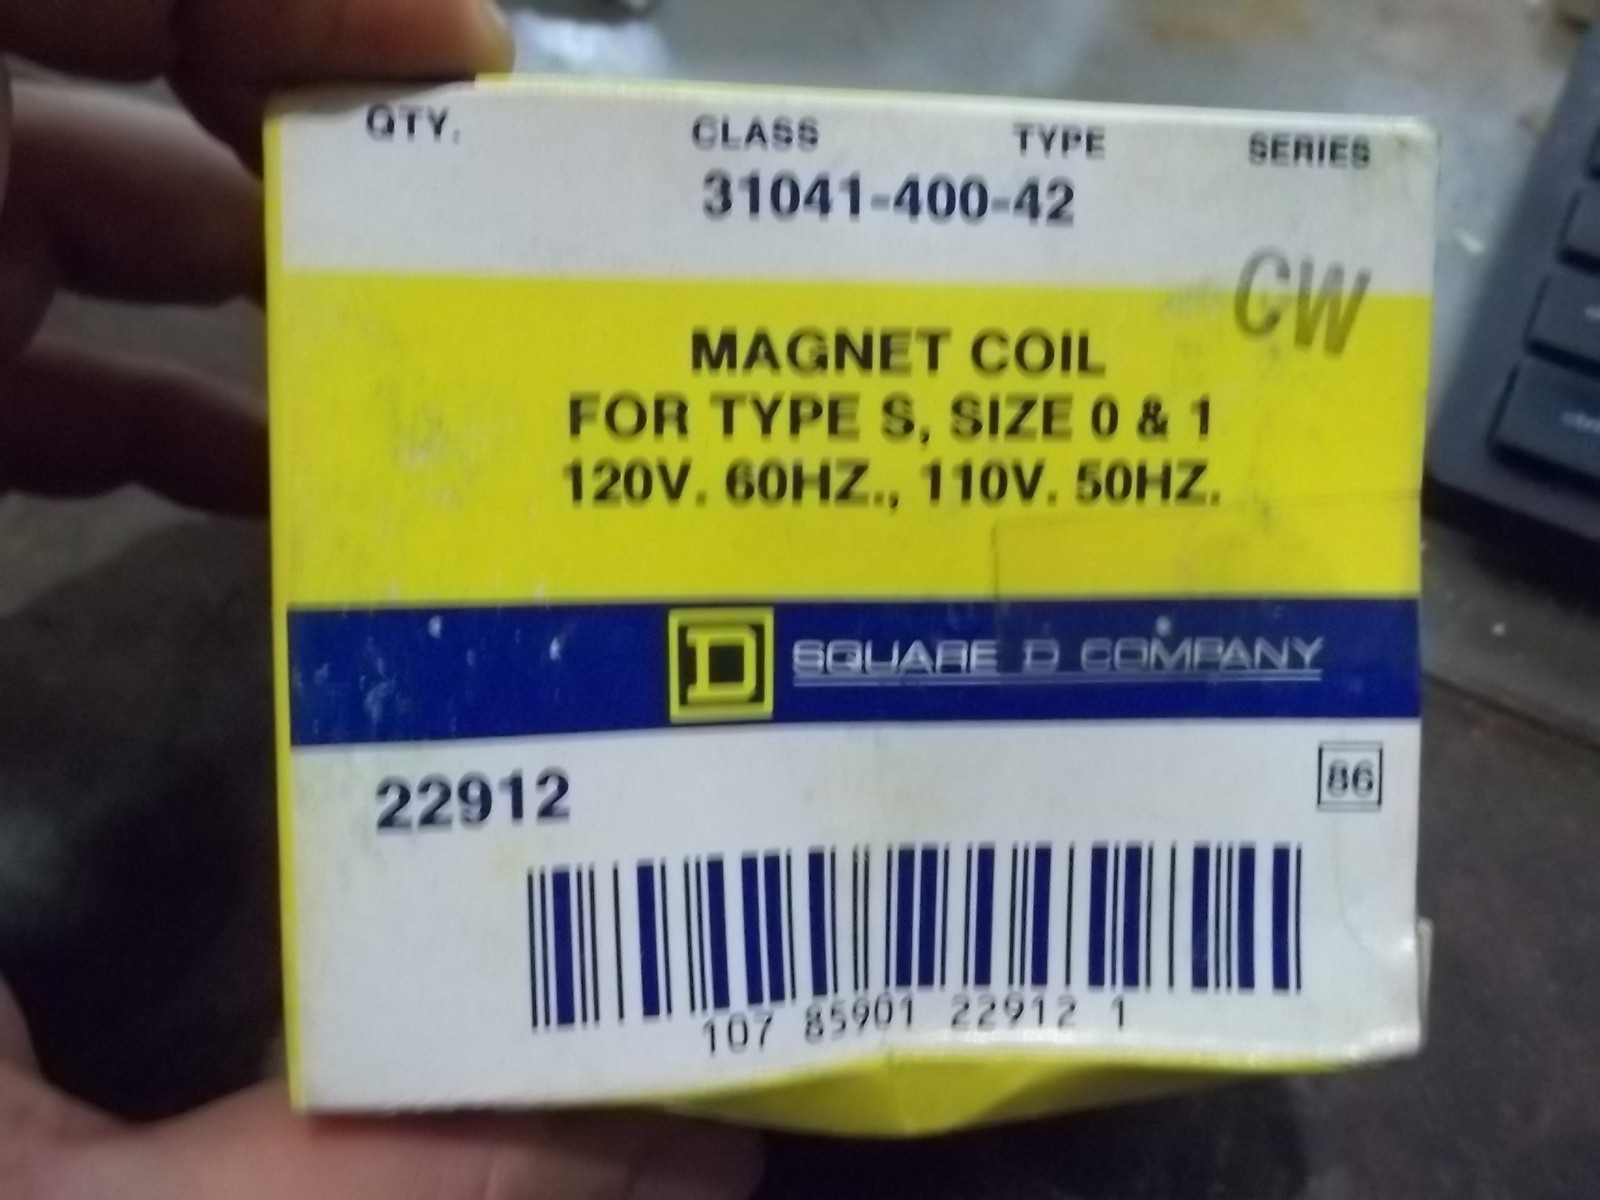 QTY. CLASS TYPE SERIES
31041-400-42
CW
MAGNET COIL
FOR TYPE S, SIZE 0 & 1
120V. 60HZ., 110V. 50HZ.
D SQUARE D COMPANY
22912
86
107 85901 22912 1